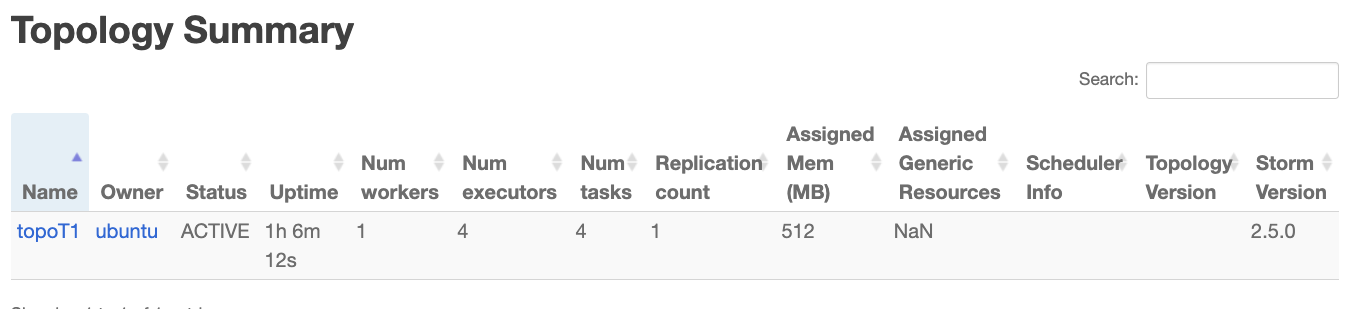 Topology Summary
Search:
Name Owner Status Uptime Num workers Num executors Num tasks Replication count Assigned Mem (MB) Assigned Generic Resources Scheduler Info Topology Version Storm Version
topoT1 ubuntu ACTIVE 1h 6m 12s 1 4 4 1 512 NaN 2.5.0